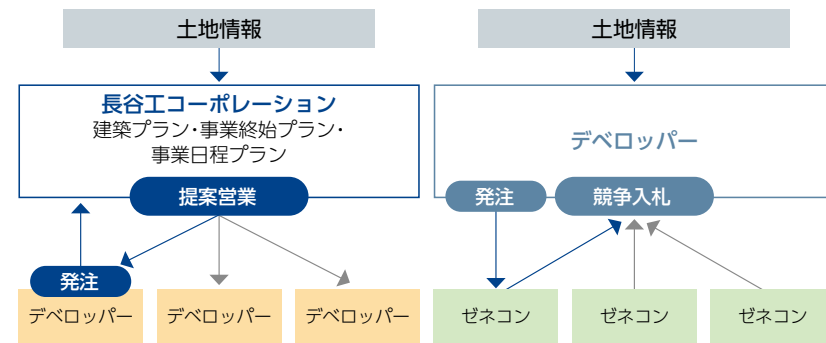 土地情報
長谷工コーポレーション
建築プラン・事業終始プラン・
事業日程プラン
提案営業
発注
デベロッパー
デベロッパー
デベロッパー
土地情報
デベロッパー
発注
競争入札
ゼネコン
ゼネコン
ゼネコン